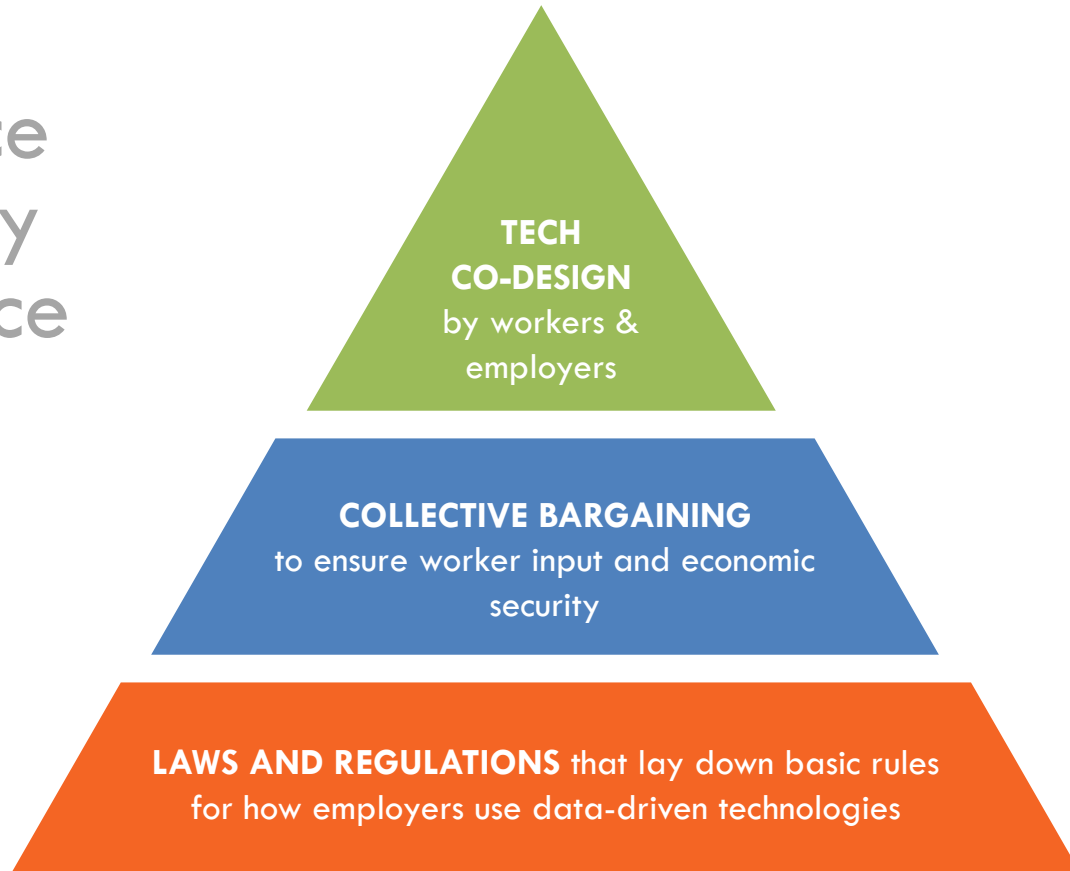 TECH
CO-DESIGN
by workers &
employers
COLLECTIVE BARGAINING
to ensure worker input and economic
security
LAWS AND REGULATIONS that lay down basic rules
for how employers use data-driven technologies